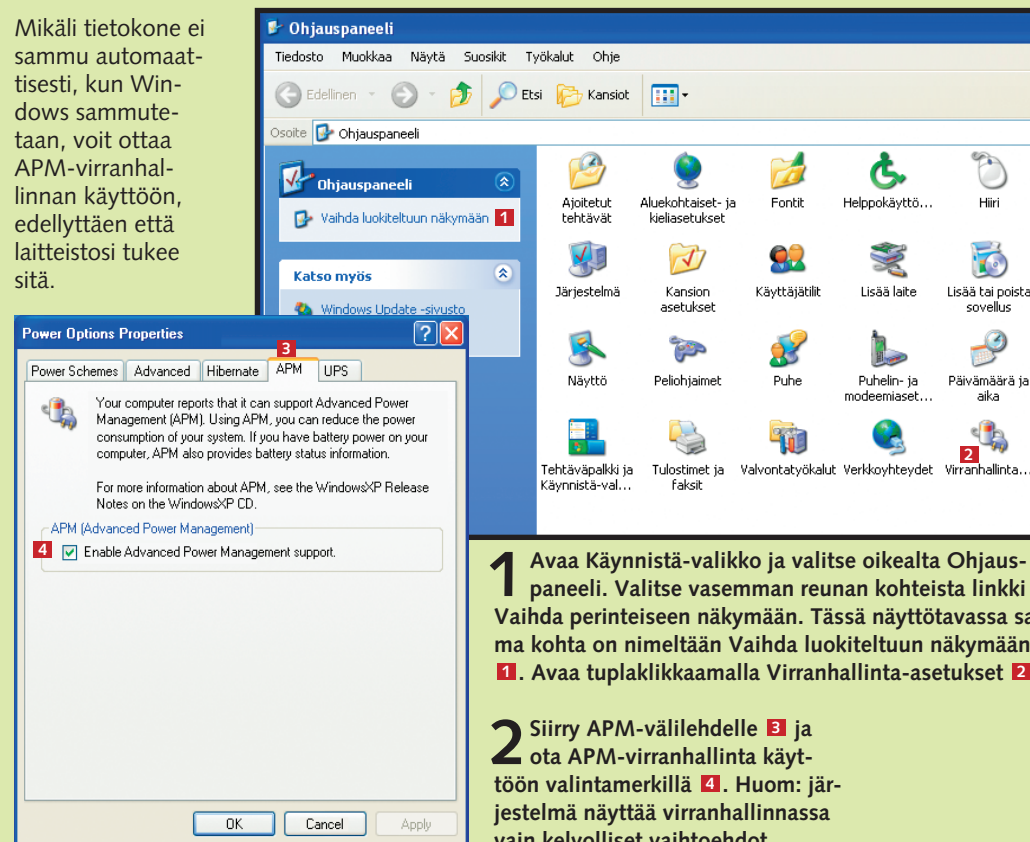 Mikäli tietokone ei
sammu automaat-
tisesti, kun Win-
dows sammute-
taan, voit ottaa
APM-virranhal-
linnan käyttöön,
edellyttäen että
laitteistosi tukee
sitä.
Ohjauspaneeli
Tiedosto Muokkaa Näytä Suosikit Työkalut Ohje
Edellinen Etsi Kansiot
Osoite Ohjauspaneeli
Ohjauspaneeli
Vaihda luokiteltuun näkymään 1
Katso myös
Windows Update -sivusto
Ajoitetut tehtävät
Aluekohtaiset- ja kieliasetukset
Fontit
Helppokäyttö...
Hiiri
Järjestelmä
Kansion asetukset
Käyttäjätilit
Lisää laite
Lisää tai poista sovellus
Näyttö
Peliohjaimet
Puhe
Puhelin- ja modeemiaset...
Päivämäärä ja aika
Tehtäväpalkki ja Käynnistä-val...
Tulostimet ja faksit
Valvontatyökalut
Verkkoyhteydet
2
Virranhallinta...
Power Options Properties
3
Power Schemes Advanced Hibernate APM UPS
Your computer reports that it can support Advanced Power
Management (APM). Using APM, you can reduce the power
consumption of your system. If you have battery power on your
computer, APM also provides battery status information.
For more information about APM, see the WindowsXP Release
Notes on the WindowsXP CD.
APM (Advanced Power Management)
4 Enable Advanced Power Management support.
OK Cancel Apply
1 Avaa Käynnistä-valikko ja valitse oikealta Ohjaus-
paneeli. Valitse vasemman reunan kohteista linkki
Vaihda perinteiseen näkymään. Tässä näyttötavassa sa
ma kohta on nimeltään Vaihda luokiteltuun näkymään
1. Avaa tuplaklikkaamalla Virranhallinta-asetukset 2
2 Siirry APM-välilehdelle 3 ja
ota APM-virranhallinta käyt-
töön valintamerkillä 4. Huom: jär-
jestelmä näyttää virranhallinnassa
vain kelvolliset vaihtoehdot